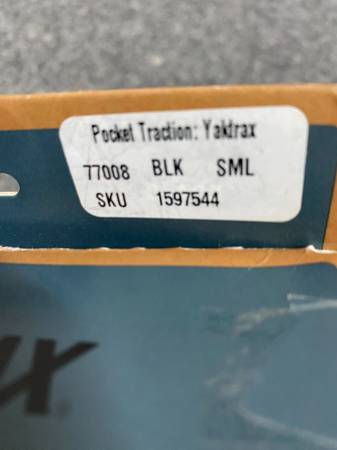 Pocket Traction: Yaktrax
77008 BLK SML
SKU 1597544